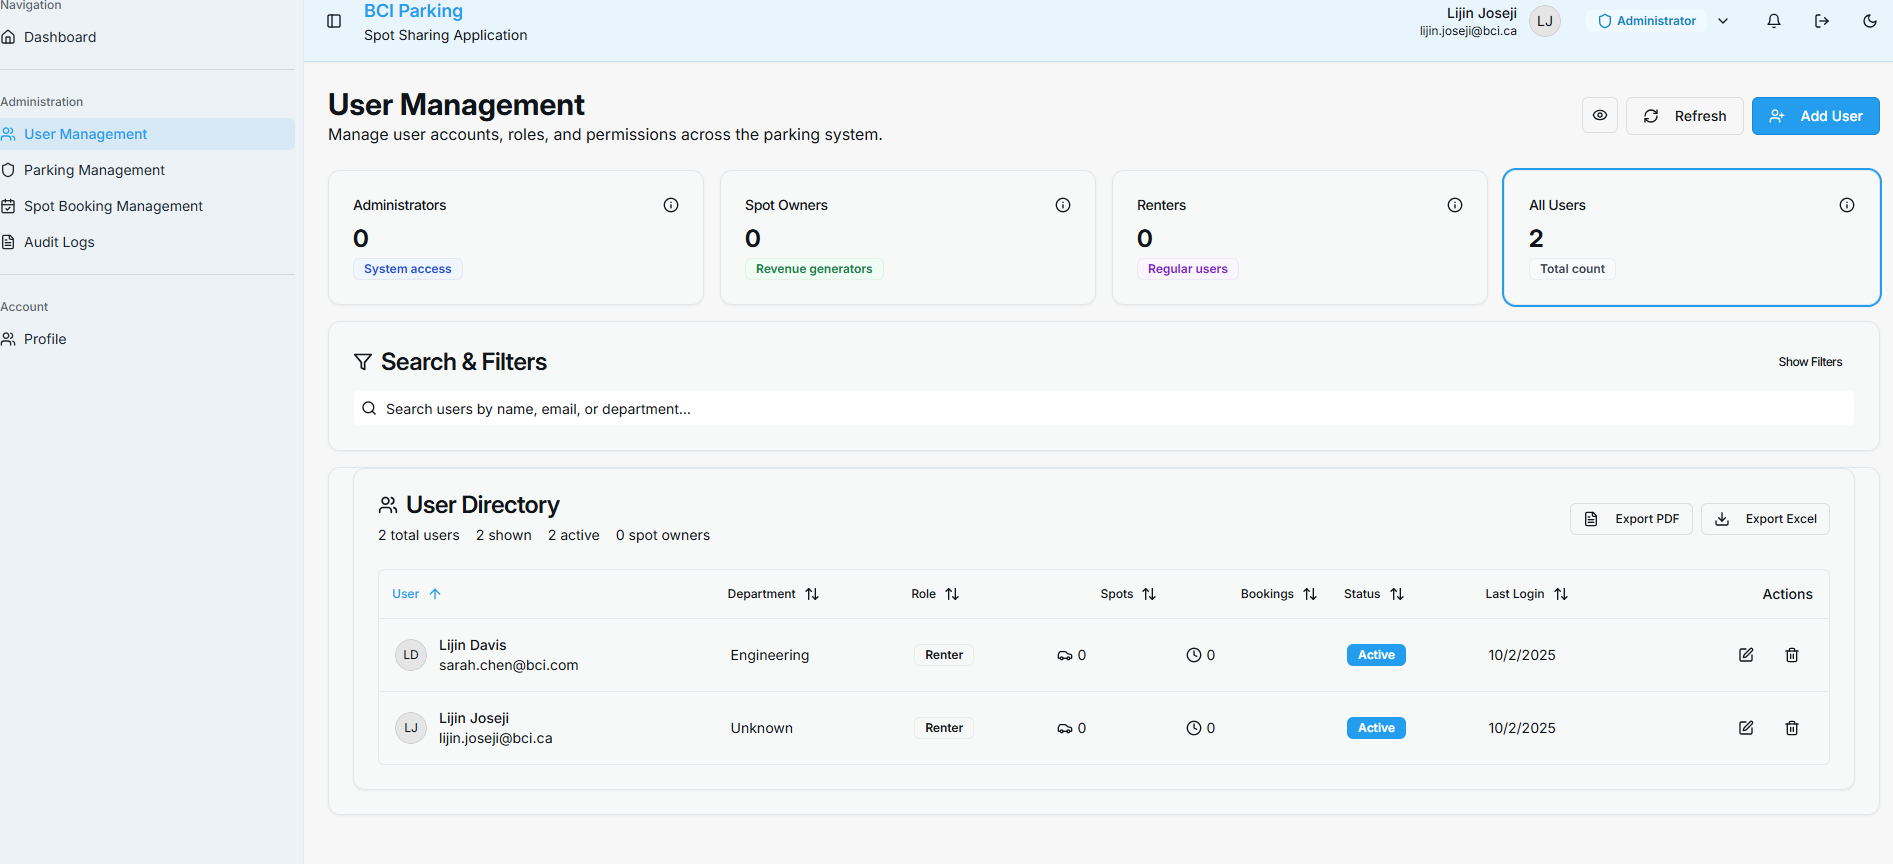 Navigation
Dashboard
Administration
User Management
Parking Management
Spot Booking Management
Audit Logs
Account
Profile
BCI Parking
Spot Sharing Application
Lijin Joseji
lijin.joseji@bci.ca
LJ
Administrator
User Management
Manage user accounts, roles, and permissions across the parking system.
Refresh
Add User
Administrators
0
System access
Spot Owners
0
Revenue generators
Renters
0
Regular users
All Users
2
Total count
Search & Filters
Show Filters
Search users by name, email, or department...
User Directory
2 total users 2 shown 2 active 0 spot owners
Export PDF
Export Excel
User Department Role Spots Bookings Status Last Login Actions
LD
Lijin Davis
sarah.chen@bci.com
Engineering Renter 0 0 Active 10/2/2025
LJ
Lijin Joseji
lijin.joseji@bci.ca
Unknown Renter 0 0 Active 10/2/2025